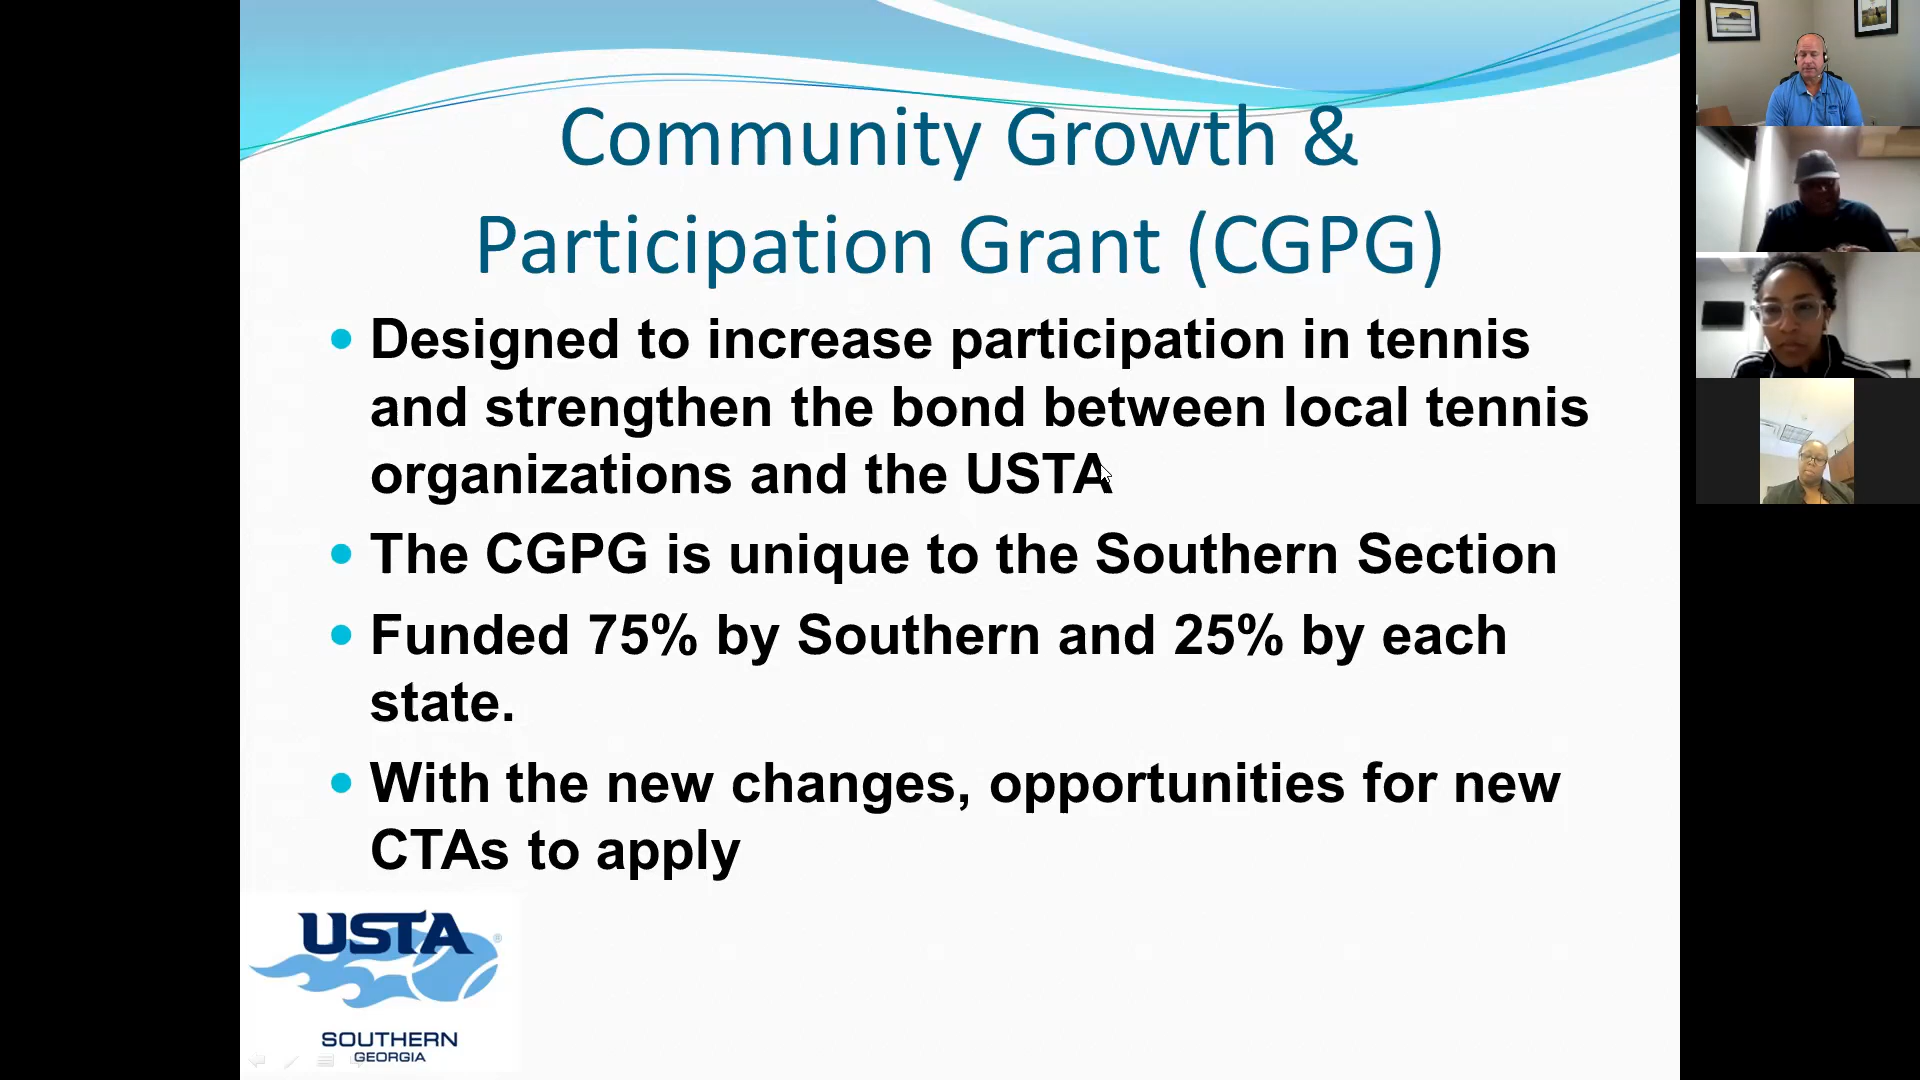 Community Growth &
Participation Grant (CGPG)
Designed to increase participation in tennis
and strengthen the bond between local tennis
organizations and the USTA
The CGPG is unique to the Southern Section
Funded 75% by Southern and 25% by each
state.
With the new changes, opportunities for new
CTAs to apply
USTA®
SOUTHERN
GEORGIA